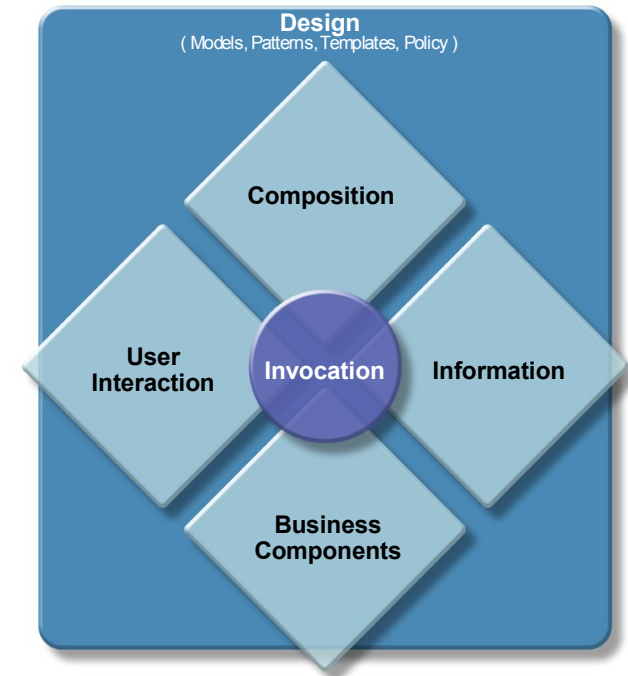 Design
( Models, Patterns, Templates, Policy )
Composition
User
Interaction
Invocation
Information
Business
Components